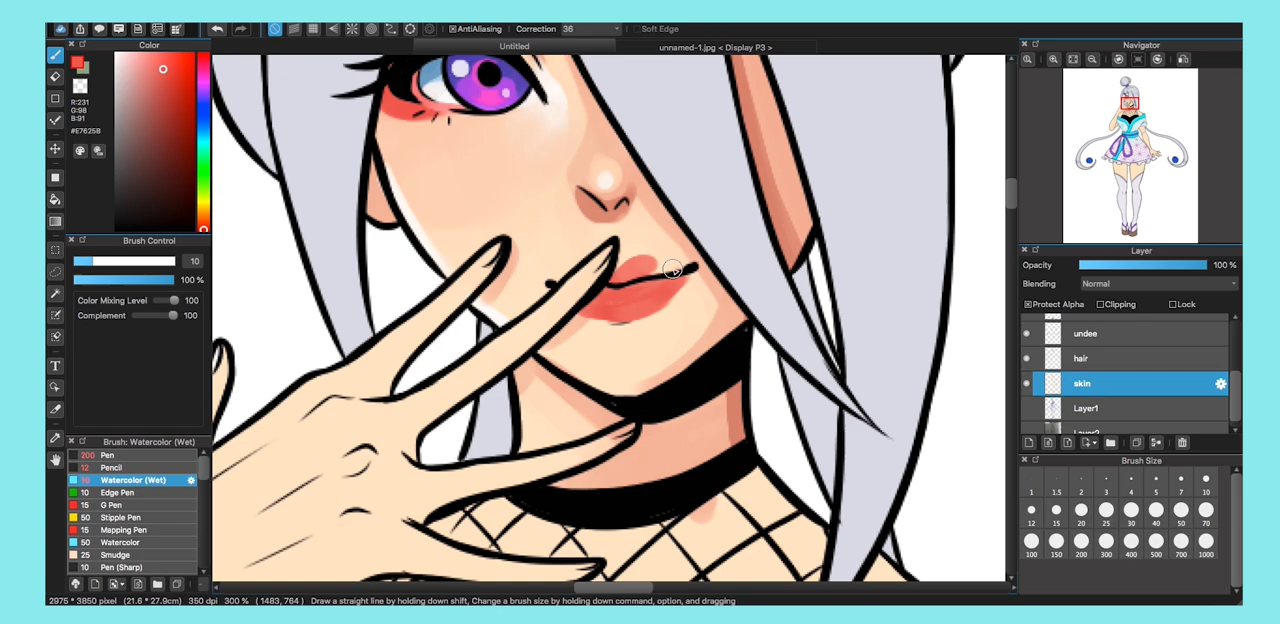 AntiAliasing Correction 36 Soft Edge
Untitled
unnamed-1.jpg < Display P3 >
Color
R:231
G:98
B:91
#E7625B
Brush Control
10
100 %
Color Mixing Level 100
Complement 100
Brush: Watercolor (Wet)
200 Pen
12 Pencil
10 Watercolor (Wet)
10 Edge Pen
15 G Pen
50 Stipple Pen
15 Mapping Pen
50 Watercolor
25 Smudge
10 Pen (Sharp)
T
Navigator
Layer
Opacity 100 %
Blending Normal
Protect Alpha Clipping Lock
undee
hair
skin
Layer1
Layer2
Brush Size
1 1.5 2 3 4 5 7 10
12 15 20 25 30 40 50 70
100 150 200 300 400 500 700 1000
2975 * 3850 pixel (21.6 * 27.9cm) 350 dpi 300 % ( 1483, 764 ) Draw a straight line by holding down shift, Change a brush size by holding down command, option, and dragging